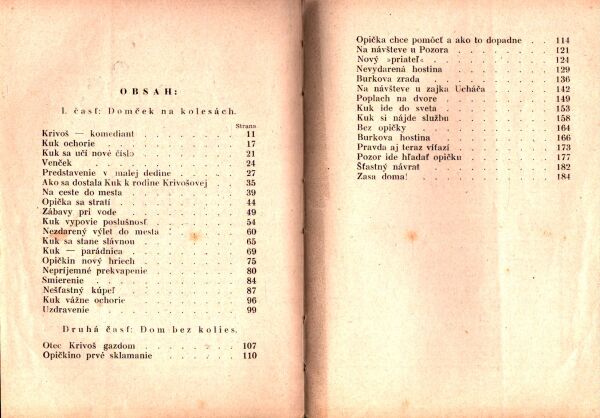 OBSAH:
I. časť: Domček na kolesách.
Strana
Krivoš — komediant . . . . . . . . 11
Kuk ochorie . . . . . . . . 17
Kuk sa učí nové číslo . . . . . . . . 21
Venček . . . . . . . . 24
Predstavenie v malej dedine . . . . . . . . 27
Ako sa dostala Kuk k rodine Krivošovej . . . . 35
Na ceste do mesta . . . . . . . . 39
Opička sa stratí . . . . . . . . 44
Zábavy pri vode . . . . . . . . 49
Kuk vypovie poslušnosť . . . . . . . . 54
Nezdarený výlet do mesta . . . . . . . . 60
Kuk sa stane slávnou . . . . . . . . 65
Kuk — parádnica . . . . . . . . 69
Opičkin nový hriech . . . . . . . . 75
Nepríjemné prekvapenie . . . . . . . . 80
Smierenie . . . . . . . . 84
Nešťastný kúpeľ . . . . . . . . 87
Kuk vážne ochorie . . . . . . . . 96
Uzdravenie . . . . . . . . 99
Druhá časť: Dom bez kolies.
Otec Krivoš gazdom . . . . . . . . 107
Opičkino prvé sklamanie . . . . . . . . 110
Opička chce pomôcť a ako to dopadne . . . 114
Na návšteve u Pozora . . . . . . . . 121
Nový »priateľ« . . . . . . . . 124
Nevydarená hostina . . . . . . . . 129
Burkova zrada . . . . . . . . 136
Na návšteve u zajka Ucháča . . . . . . . . 142
Poplach na dvore . . . . . . . . 149
Kuk ide do sveta . . . . . . . . 153
Kuk si nájde službu . . . . . . . . 158
Bez opičky . . . . . . . . 164
Burkova hostina . . . . . . . . 166
Pravda aj teraz víťazí . . . . . . . . 173
Pozor ide hľadať opičku . . . . . . . . 177
Šťastný návrat . . . . . . . . 182
Zasa doma! . . . . . . . . 184